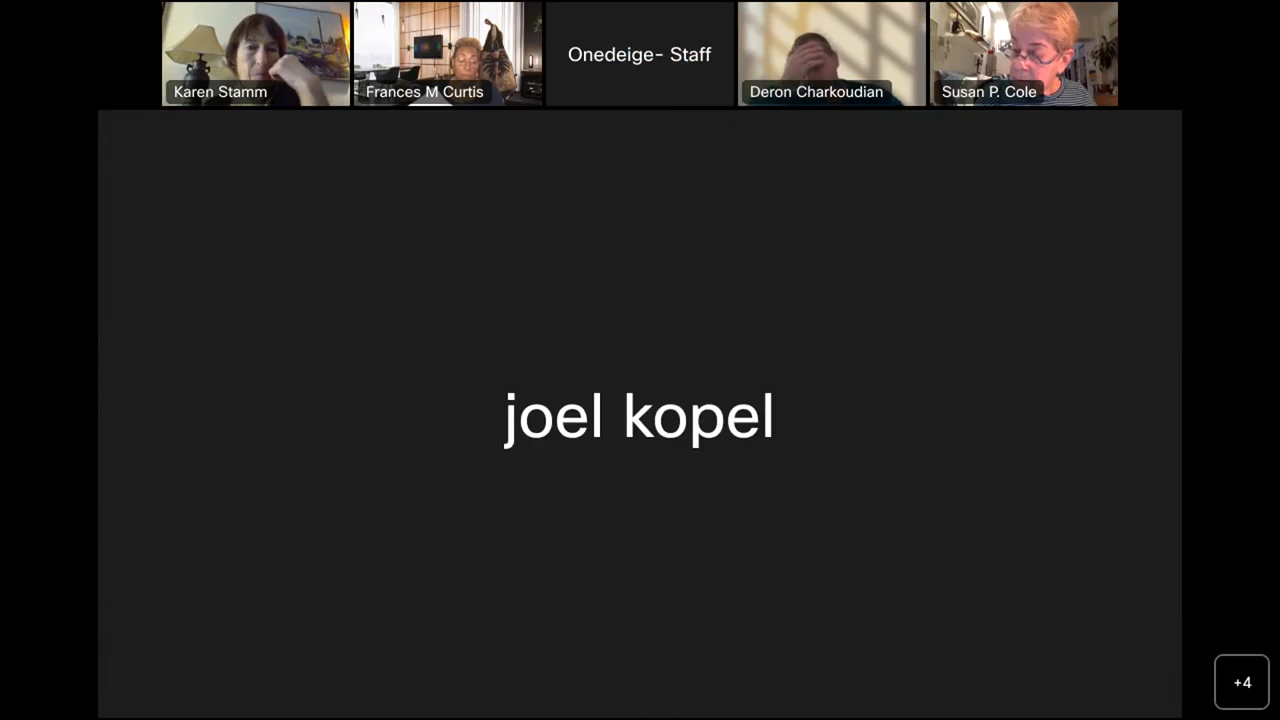 Karen Stamm
Frances M Curtis
Onedeige- Staff
Deron Charkoudian
Susan P. Cole
joel kopel
+4